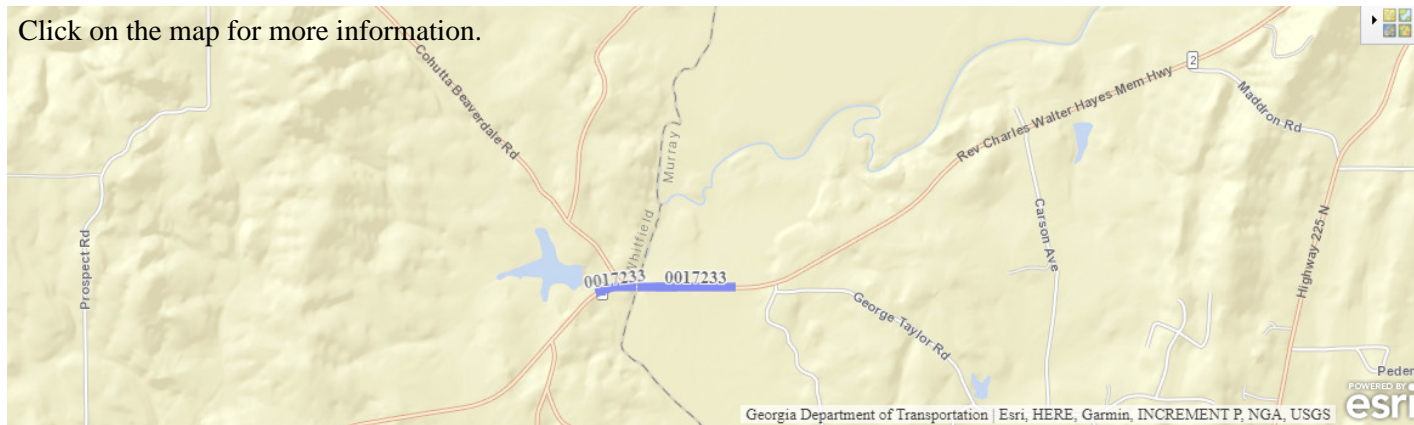 Click on the map for more information.
Cohutta Beaverdale Rd
Prospect Rd
Murray
Whitfield
0017233
0017233
Rev Charles Walter Hayes Mem Hwy
2
Maddron Rd
Carson Ave
Highway 225 N
George Taylor Rd
Peden
POWERED BY
esri
Georgia Department of Transportation | Esri, HERE, Garmin, INCREMENT P, NGA, USGS